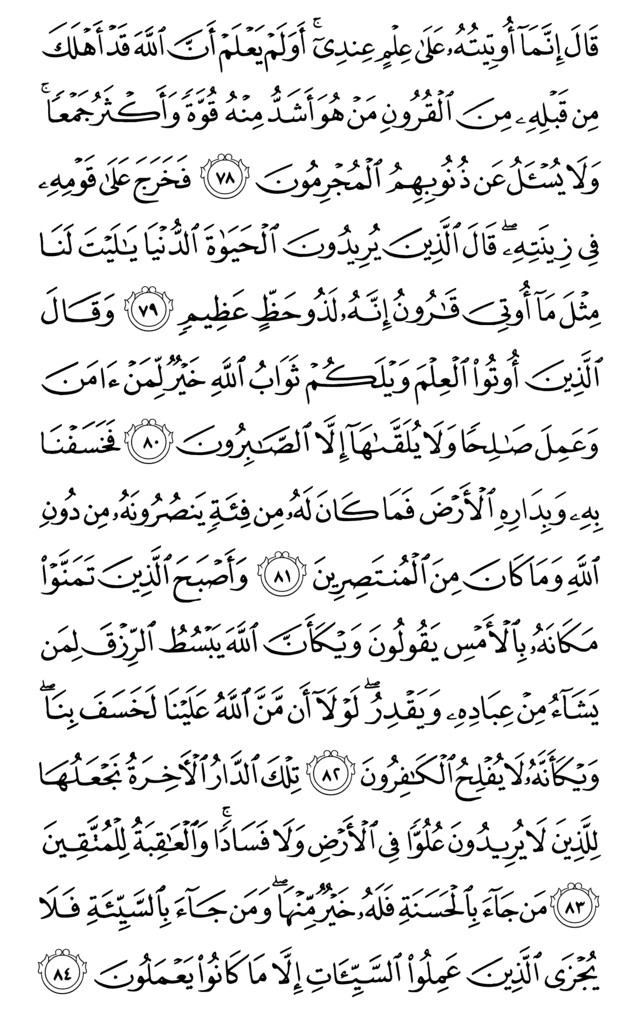 قَالَ إِنَّمَآ أُوتِيتُهُۥ عَلَىٰ عِلْمٍ عِندِىٓ ۚ أَوَلَمْ يَعْلَمْ أَنَّ ٱللَّهَ قَدْ أَهْلَكَ
مِن قَبْلِهِۦ مِنَ ٱلْقُرُونِ مَنْ هُوَ أَشَدُّ مِنْهُ قُوَّةً وَأَكْثَرُ جَمْعًا ۚ
وَلَا يُسْـَٔلُ عَن ذُنُوبِهِمُ ٱلْمُجْرِمُونَ ٧٨ فَخَرَجَ عَلَىٰ قَوْمِهِۦ
فِى زِينَتِهِۦ ۖ قَالَ ٱلَّذِينَ يُرِيدُونَ ٱلْحَيَوٰةَ ٱلدُّنْيَا يَـٰلَيْتَ لَنَا
مِثْلَ مَآ أُوتِىَ قَـٰرُونُ إِنَّهُۥ لَذُو حَظٍّ عَظِيمٍ ٧٩ وَقَالَ
ٱلَّذِينَ أُوتُوا۟ ٱلْعِلْمَ وَيْلَكُمْ ثَوَابُ ٱللَّهِ خَيْرٌ لِّمَنْ ءَامَنَ
وَعَمِلَ صَـٰلِحًا وَلَا يُلَقَّىٰهَآ إِلَّا ٱلصَّـٰبِرُونَ ٨٠ فَخَسَفْنَا
بِهِۦ وَبِدَارِهِ ٱلْأَرْضَ فَمَا كَانَ لَهُۥ مِن فِئَةٍ يَنصُرُونَهُۥ مِن دُونِ
ٱللَّهِ وَمَا كَانَ مِنَ ٱلْمُنتَصِرِينَ ٨١ وَأَصْبَحَ ٱلَّذِينَ تَمَنَّوْا۟
مَكَانَهُۥ بِٱلْأَمْسِ يَقُولُونَ وَيْكَأَنَّ ٱللَّهَ يَبْسُطُ ٱلرِّزْقَ لِمَن
يَشَآءُ مِنْ عِبَادِهِۦ وَيَقْدِرُ ۖ لَوْلَآ أَن مَّنَّ ٱللَّهُ عَلَيْنَا لَخَسَفَ بِنَا ۖ
وَيْكَأَنَّهُۥ لَا يُفْلِحُ ٱلْكَـٰفِرُونَ ٨٢ تِلْكَ ٱلدَّارُ ٱلْـَٔاخِرَةُ نَجْعَلُهَا
لِلَّذِينَ لَا يُرِيدُونَ عُلُوًّا فِى ٱلْأَرْضِ وَلَا فَسَادًا ۚ وَٱلْعَـٰقِبَةُ لِلْمُتَّقِينَ
٨٣ مَن جَآءَ بِٱلْحَسَنَةِ فَلَهُۥ خَيْرٌ مِّنْهَا ۖ وَمَن جَآءَ بِٱلسَّيِّئَةِ فَلَا
يُجْزَى ٱلَّذِينَ عَمِلُوا۟ ٱلسَّيِّـَٔاتِ إِلَّا مَا كَانُوا۟ يَعْمَلُونَ ٨٤